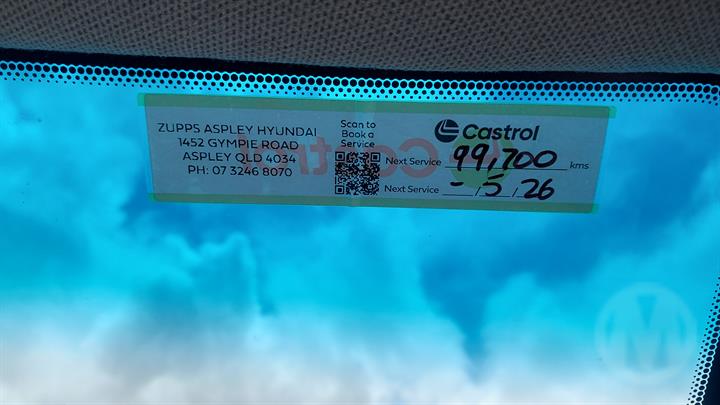 ZUPPS ASPLEY HYUNDAI
1452 GYMPIE ROAD
ASPLEY QLD 4034
PH: 07 3246 8070
Scan to
Book a
Service
Castrol
Next Service 99,700 kms
Next Service - / 5 / 26
Castrol
M